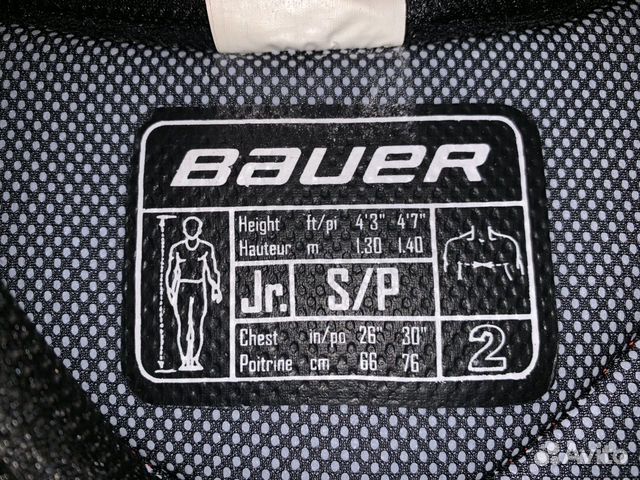 BAUER
Height ft/pi 4'3" 4'7"
Hauteur m 1.30 1.40
Jr. S/P
Chest in/po 26" 30"
Poitrine cm 66 76
2
Avito